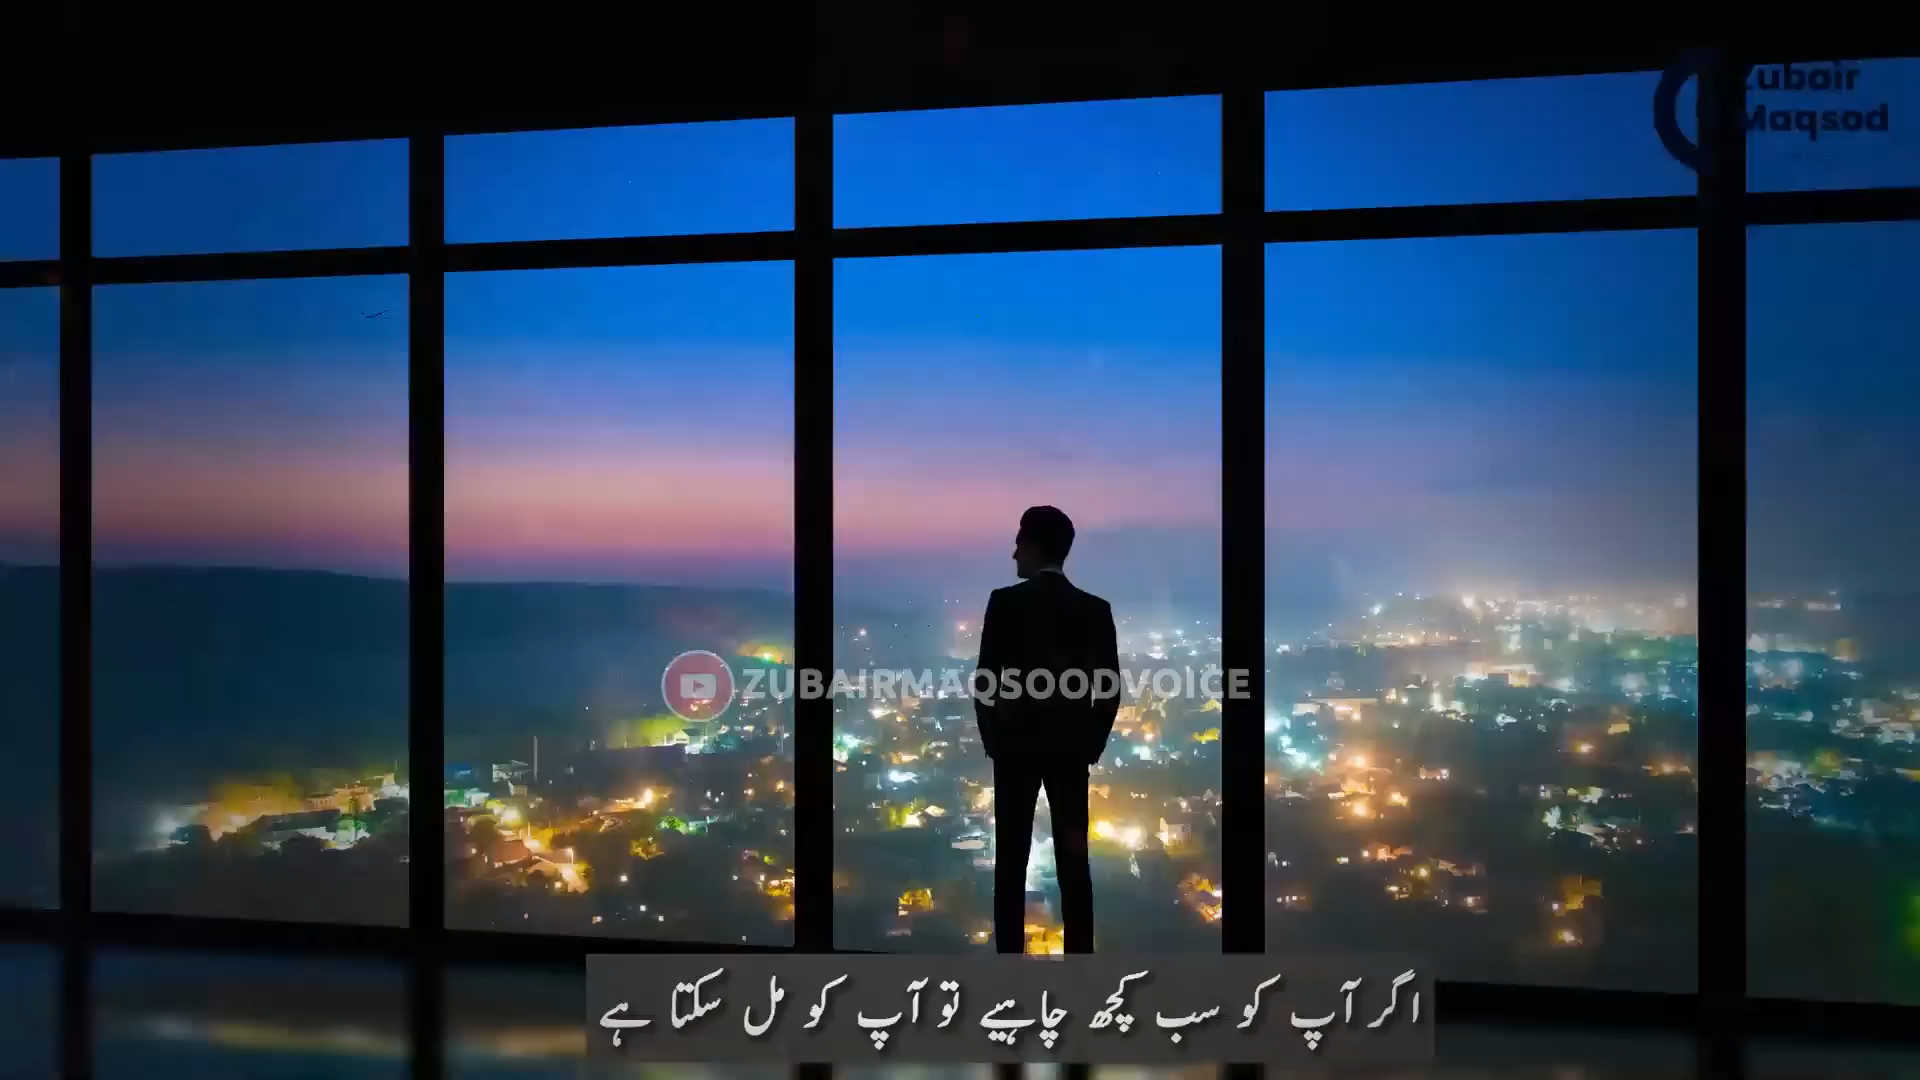 Zubair
Maqsod
ZUBAIRMAQSOODVOICE
اگر آپ کو سب کچھ چاہیے تو آپ کو مل سکتا ہے